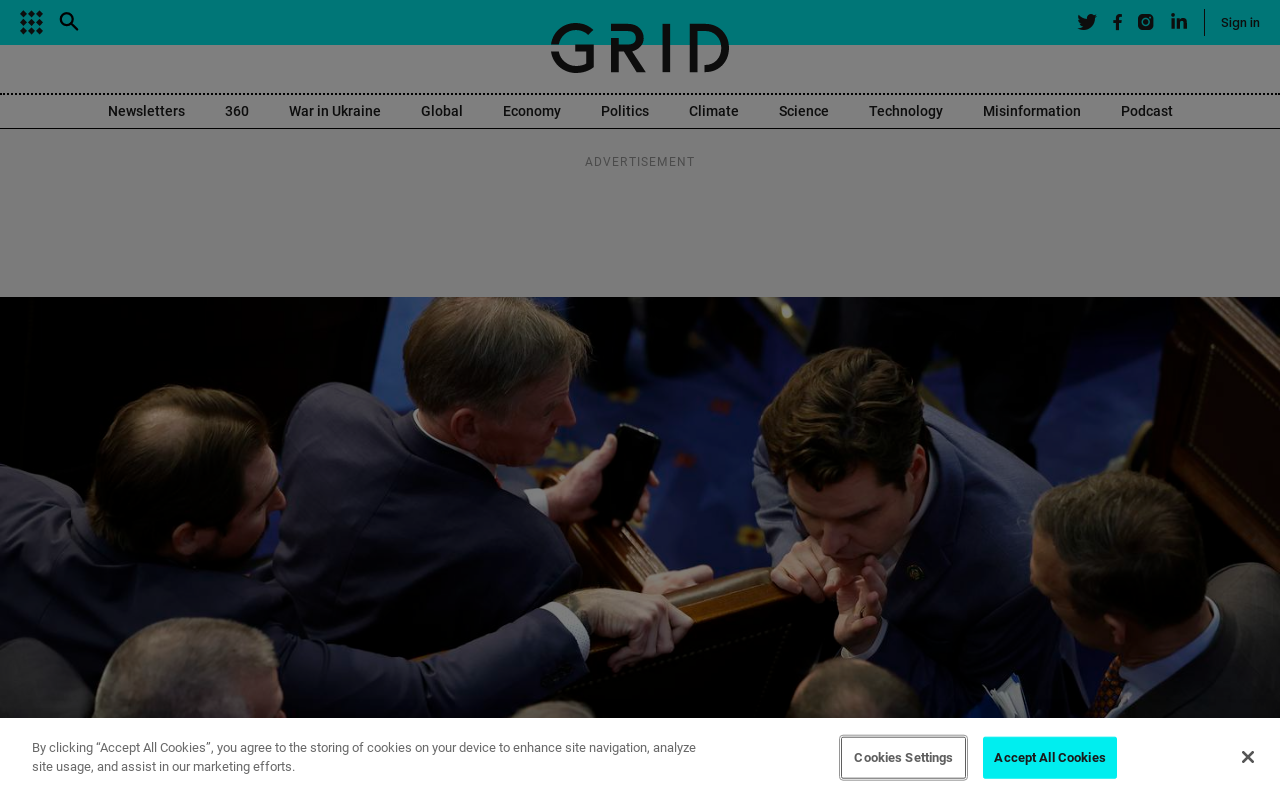 GRID
Sign in
Newsletters 360 War in Ukraine Global Economy Politics Climate Science Technology Misinformation Podcast
ADVERTISEMENT
By clicking “Accept All Cookies”, you agree to the storing of cookies on your device to enhance site navigation, analyze
site usage, and assist in our marketing efforts.
Cookies Settings
Accept All Cookies